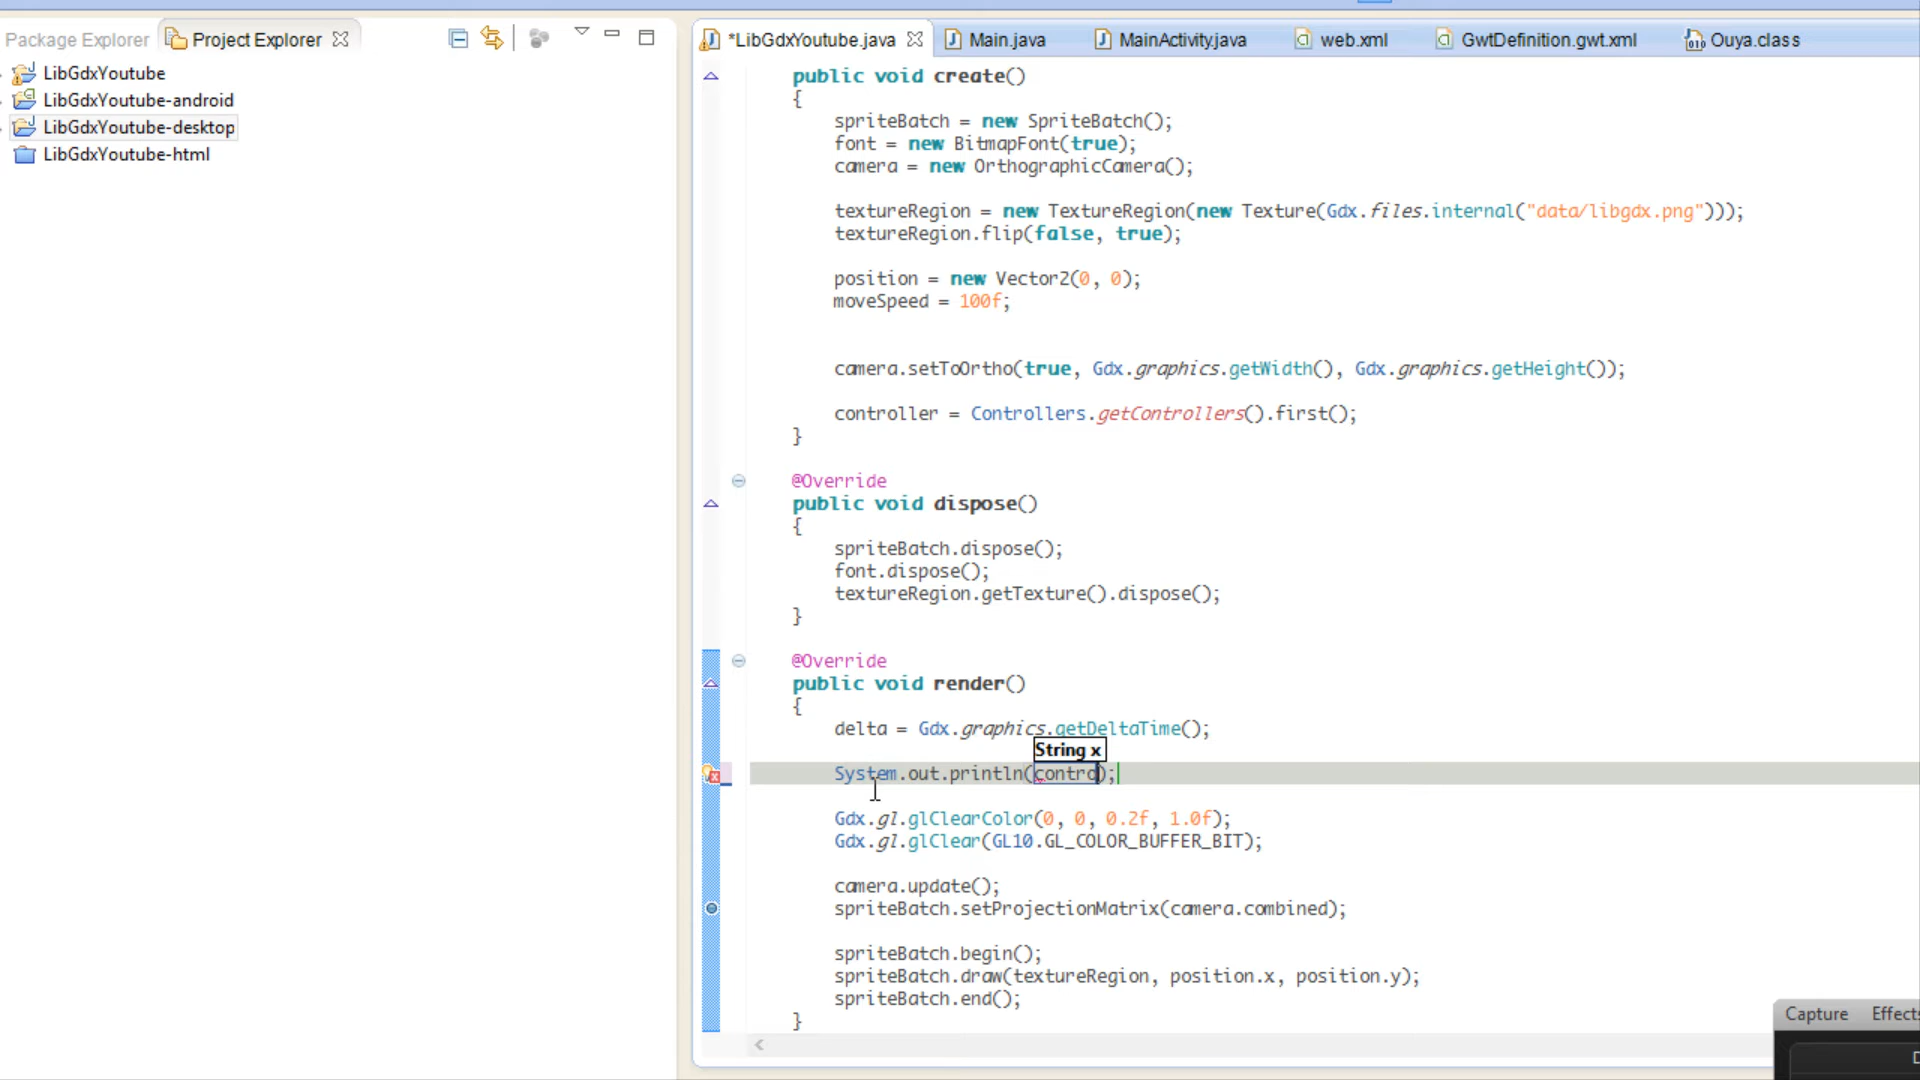 Package Explorer
Project Explorer
LibGdxYoutube
LibGdxYoutube-android
LibGdxYoutube-desktop
LibGdxYoutube-html
*LibGdxYoutube.java
Main.java
MainActivity.java
web.xml
GwtDefinition.gwt.xml
Ouya.class
public void create()
{
spriteBatch = new SpriteBatch();
font = new BitmapFont(true);
camera = new OrthographicCamera();
textureRegion = new TextureRegion(new Texture(Gdx.files.internal("data/libgdx.png")));
textureRegion.flip(false, true);
position = new Vector2(0, 0);
moveSpeed = 100f;
camera.setToOrtho(true, Gdx.graphics.getWidth(), Gdx.graphics.getHeight());
controller = Controllers.getControllers().first();
}
@Override
public void dispose()
{
spriteBatch.dispose();
font.dispose();
textureRegion.getTexture().dispose();
}
@Override
public void render()
{
delta = Gdx.graphics.getDeltaTime();
String x
System.out.println(contro);
Gdx.gl.glClearColor(0, 0, 0.2f, 1.0f);
Gdx.gl.glClear(GL10.GL_COLOR_BUFFER_BIT);
camera.update();
spriteBatch.setProjectionMatrix(camera.combined);
spriteBatch.begin();
spriteBatch.draw(textureRegion, position.x, position.y);
spriteBatch.end();
}
Capture Effects